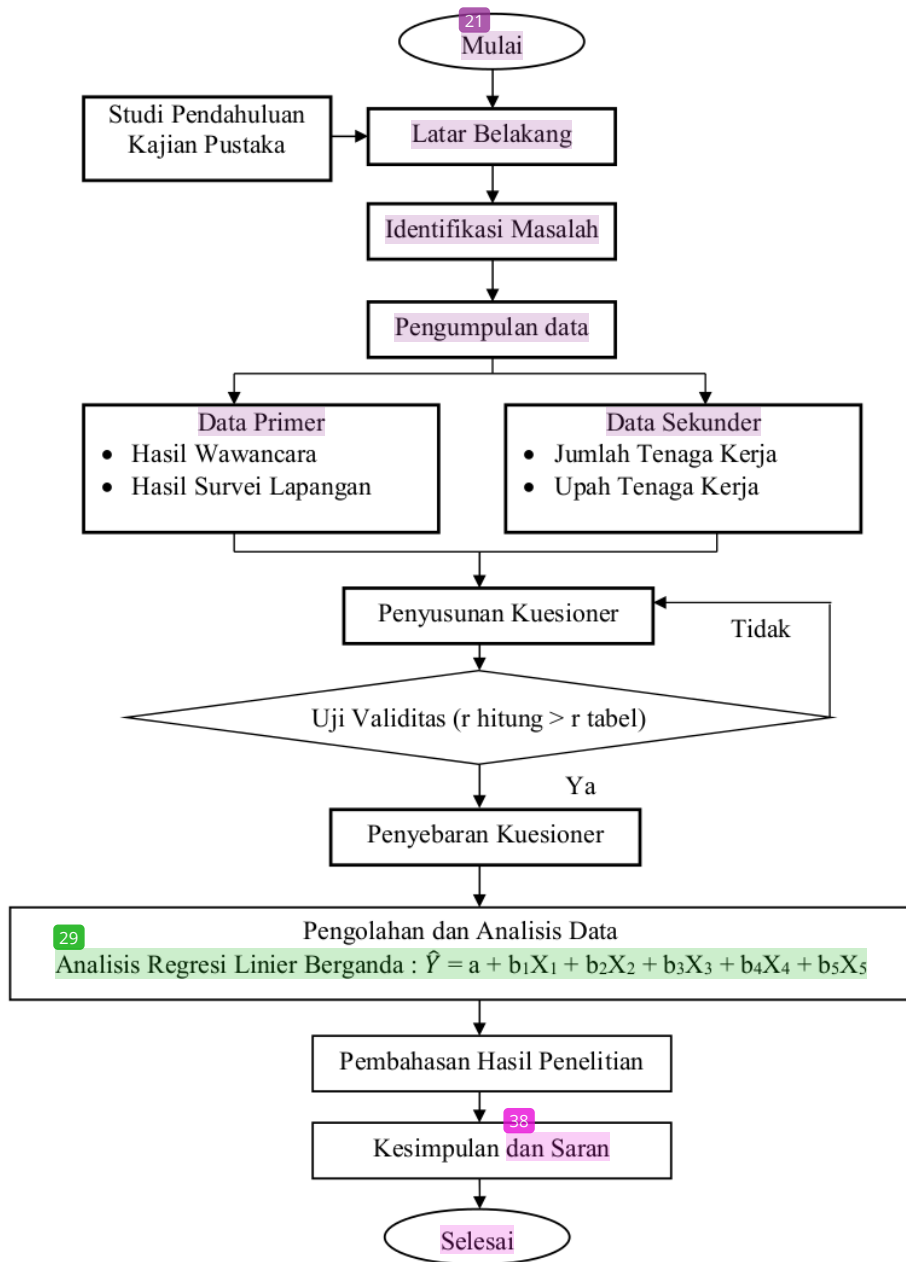 21
Mulai
Studi Pendahuluan
Kajian Pustaka
Latar Belakang
Identifikasi Masalah
Pengumpulan data
Data Primer
• Hasil Wawancara
• Hasil Survei Lapangan
Data Sekunder
• Jumlah Tenaga Kerja
• Upah Tenaga Kerja
Penyusunan Kuesioner
Tidak
Uji Validitas (r hitung > r tabel)
Ya
Penyebaran Kuesioner
Pengolahan dan Analisis Data
29
Analisis Regresi Linier Berganda : Ŷ = a + b₁X₁ + b₂X₂ + b₃X₃ + b₄X₄ + b₅X₅
Pembahasan Hasil Penelitian
38
Kesimpulan dan Saran
Selesai